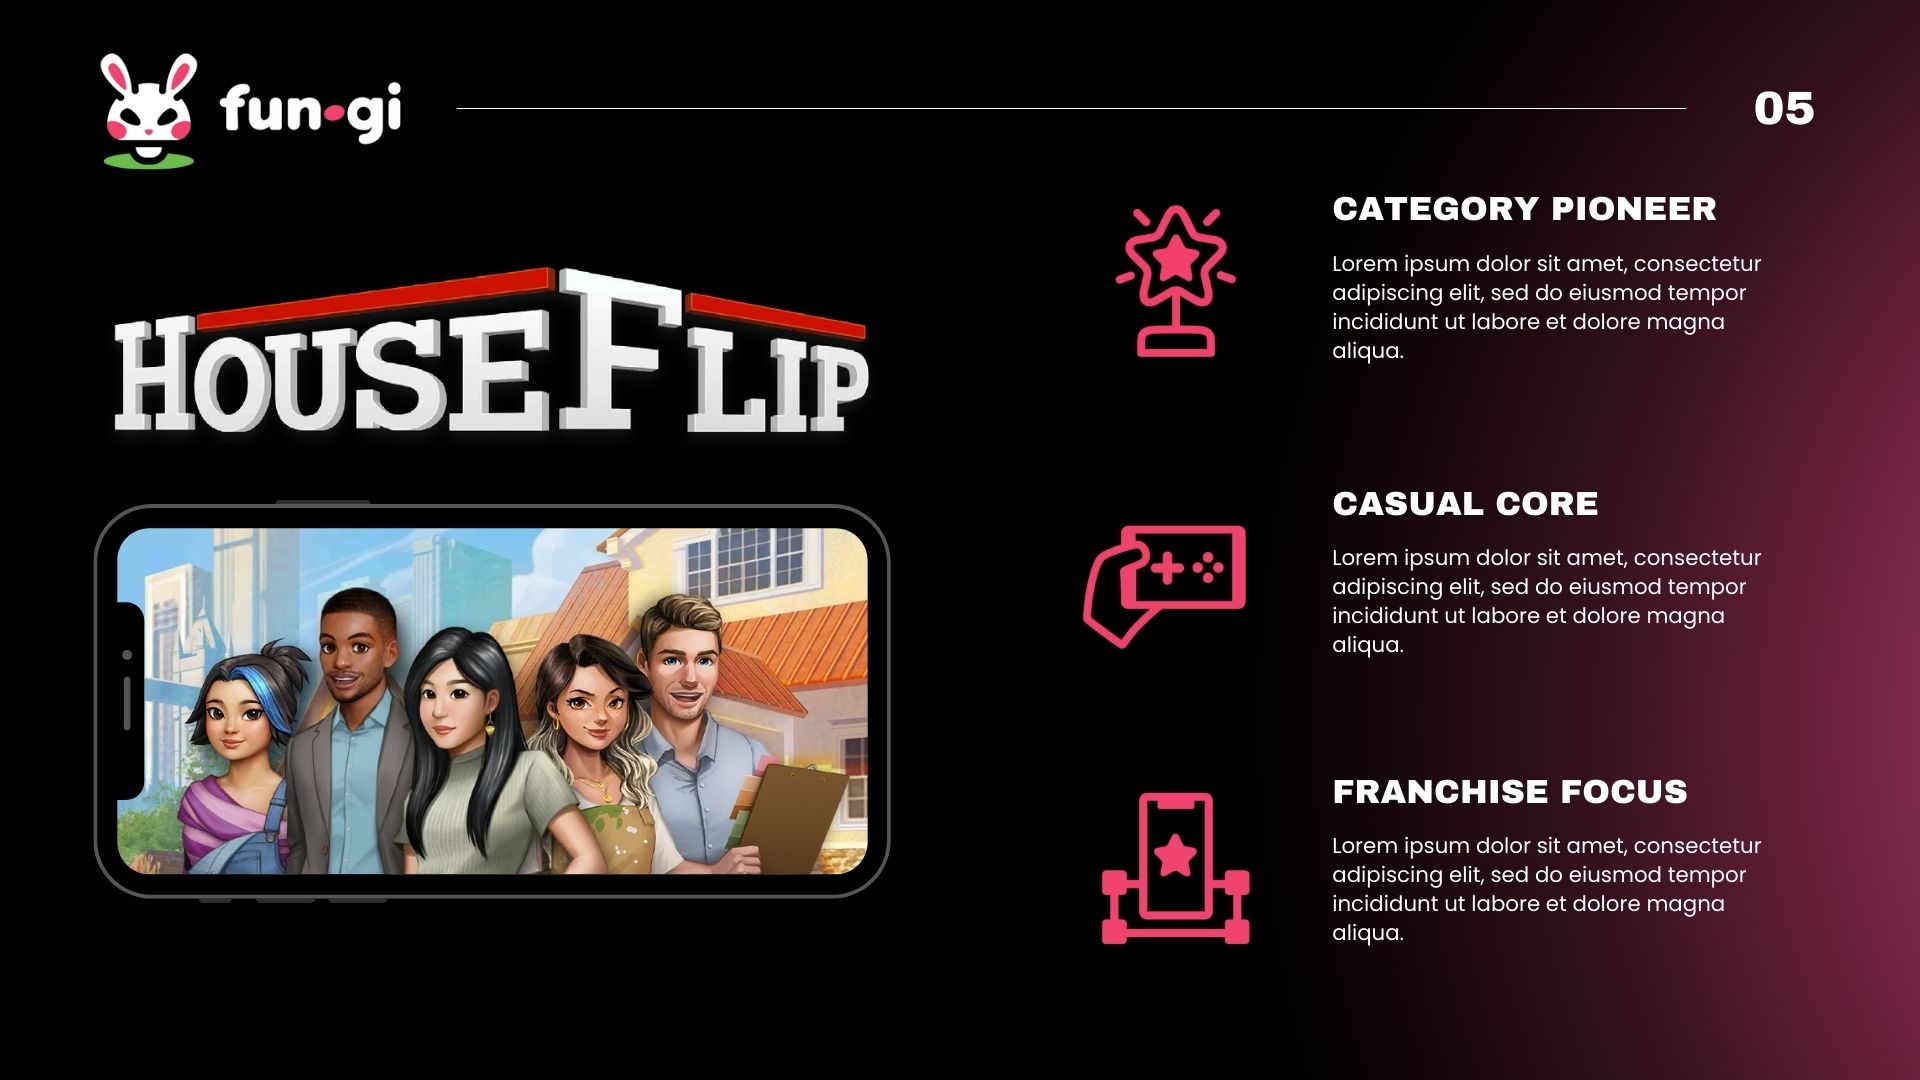 fun•gi
05
HOUSEFLIP
CATEGORY PIONEER
Lorem ipsum dolor sit amet, consectetur
adipiscing elit, sed do eiusmod tempor
incididunt ut labore et dolore magna
aliqua.
CASUAL CORE
Lorem ipsum dolor sit amet, consectetur
adipiscing elit, sed do eiusmod tempor
incididunt ut labore et dolore magna
aliqua.
FRANCHISE FOCUS
Lorem ipsum dolor sit amet, consectetur
adipiscing elit, sed do eiusmod tempor
incididunt ut labore et dolore magna
aliqua.